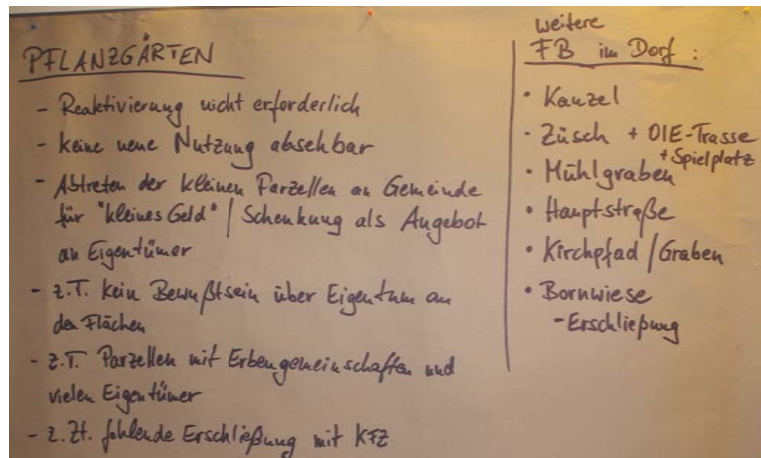 PFLANZGÄRTEN
- Reaktivierung nicht erforderlich
- keine neue Nutzung absehbar
- Abtreten der kleinen Parzellen an Gemeinde
für "kleines Geld" / Schenkung als Angebot
an Eigentümer
- z.T. kein Bewußtsein über Eigentum an
den Flächen
- z.T. Parzellen mit Erbengemeinschaften und
vielen Eigentümer
- z.Zt. fehlende Erschließung mit KFZ
weitere
FB im Dorf :
• Kanzel
• Züsch + DIE-Trasse
+ Spielplatz
• Mühlgraben
• Hauptstraße
• Kirchpfad / Graben
• Bornwiese
- Erschließung